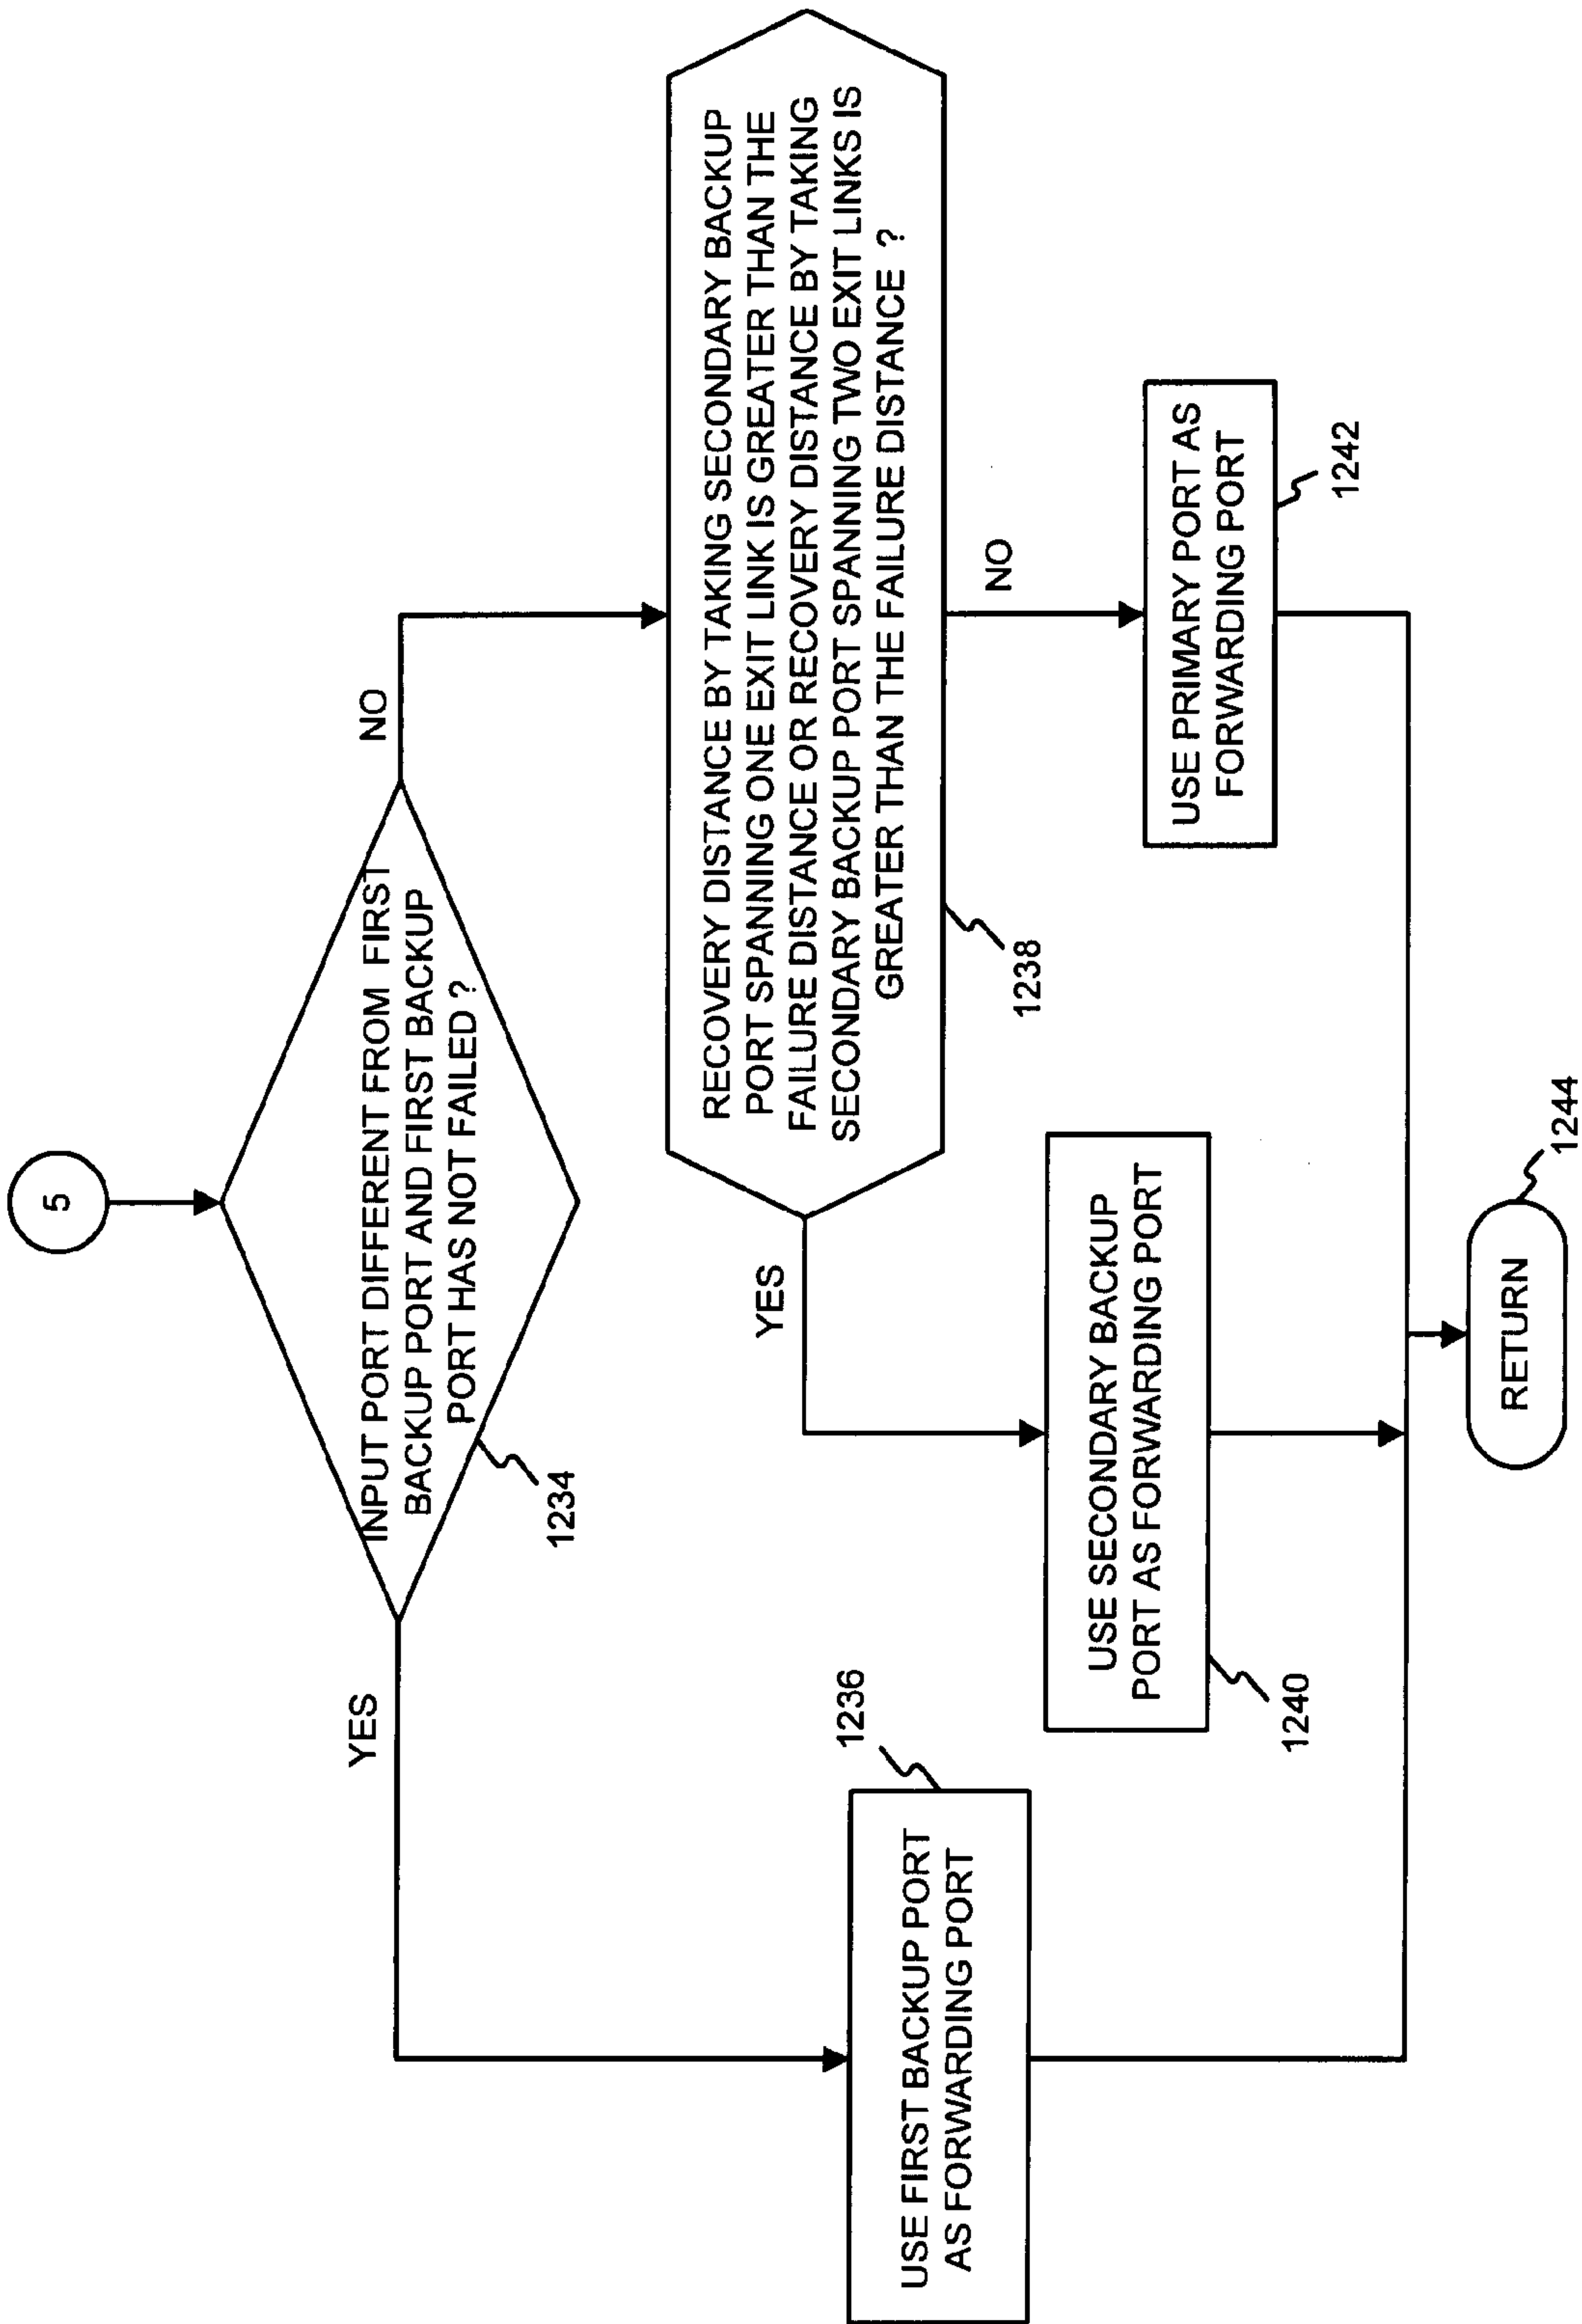 5
INPUT PORT DIFFERENT FROM FIRST
BACKUP PORT AND FIRST BACKUP
PORT HAS NOT FAILED ?
1234
YES
NO
USE FIRST BACKUP PORT
AS FORWARDING PORT
1236
RECOVERY DISTANCE BY TAKING SECONDARY BACKUP
PORT SPANNING ONE EXIT LINK IS GREATER THAN THE
FAILURE DISTANCE OR RECOVERY DISTANCE BY TAKING
SECONDARY BACKUP PORT SPANNING TWO EXIT LINKS IS
GREATER THAN THE FAILURE DISTANCE ?
1238
YES
NO
USE SECONDARY BACKUP
PORT AS FORWARDING PORT
1240
USE PRIMARY PORT AS
FORWARDING PORT
1242
RETURN
1244